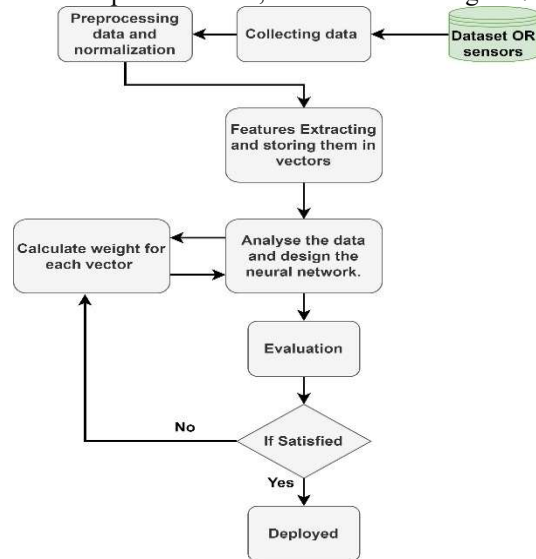 Preprocessing
data and
normalization
Collecting data
Dataset OR
sensors
Features Extracting
and storing them in
vectors
Calculate weight for
each vector
Analyse the data
and design the
neural network.
Evaluation
No
If Satisfied
Yes
Deployed